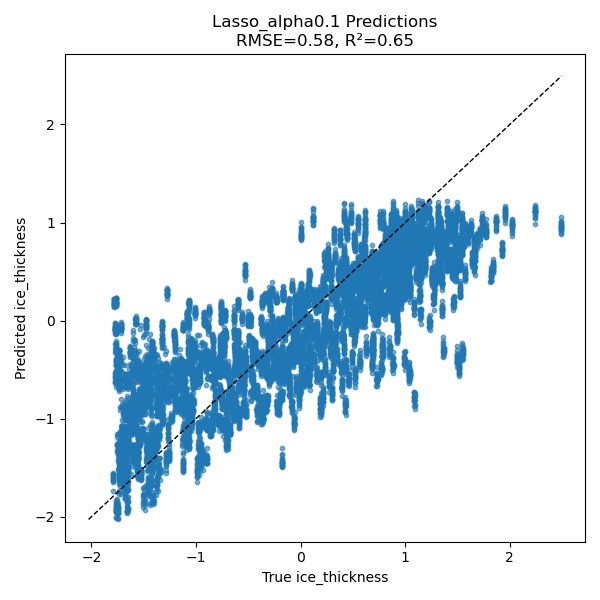 Lasso_alpha0.1 Predictions
RMSE=0.58, R²=0.65
2
1
0
−1
−2
Predicted ice_thickness
−2
−1
0
1
2
True ice_thickness